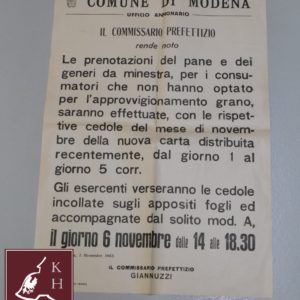 COMUNE DI MODENA
UFFICIO ANNONARIO
IL COMMISSARIO PREFETTIZIO
rende noto
Le prenotazioni del pane e dei
generi da minestra, per i consu-
matori che non hanno optato
per l'approvvigionamento grano,
saranno effettuate, con le rispet-
tive cedole del mese di novem-
bre della nuova carta distribuita
recentemente, dal giorno 1 al
giorno 5 corr.
Gli esercenti verseranno le cedole
incollate sugli appositi fogli ed
accompagnate dal solito mod. A,
il giorno 6 novembre dalle 14 alle 18.30
1 Novembre
IL COMMISSARIO PREFETTIZIO
GIANNUZZI
K H